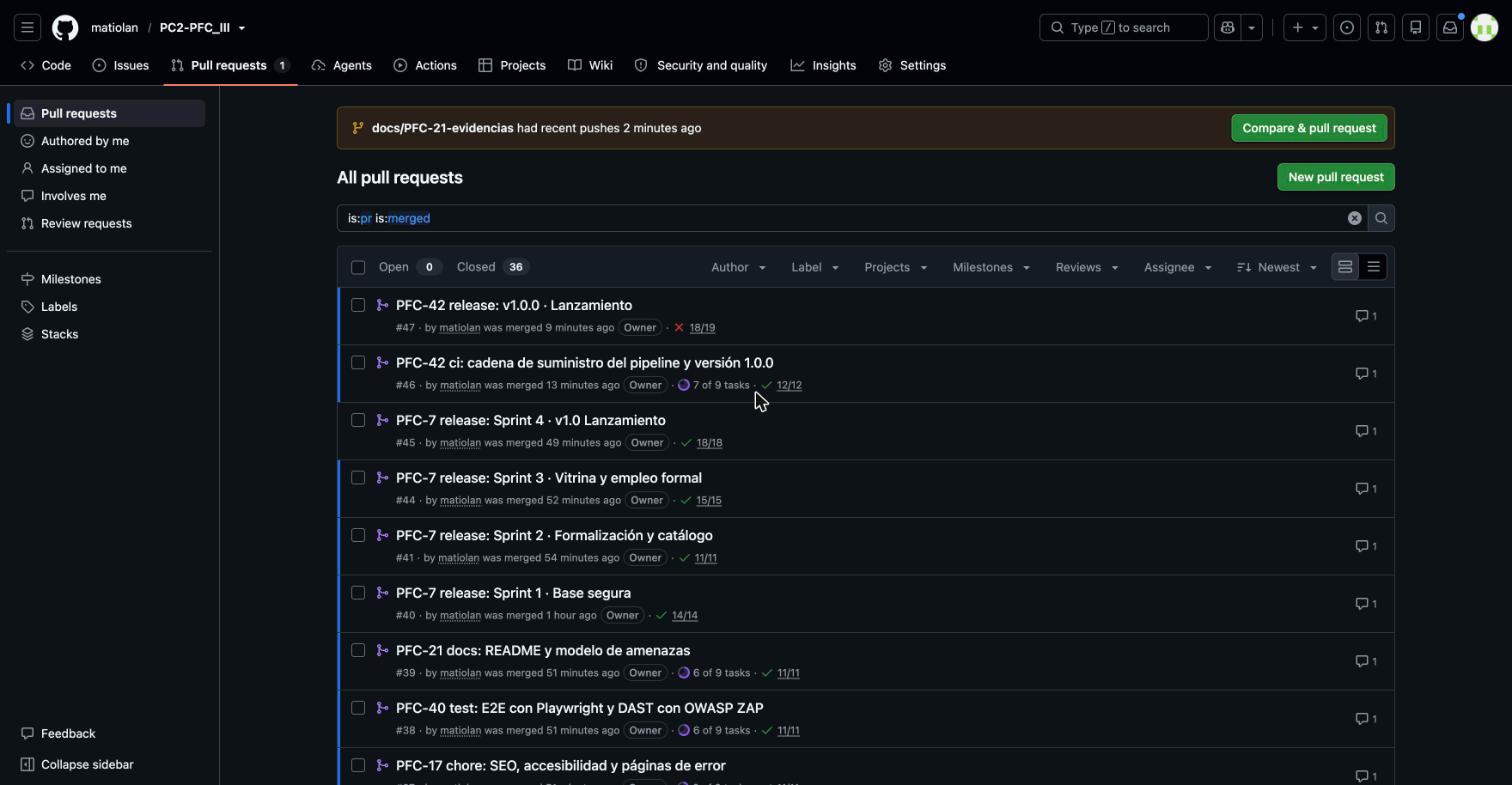 matiolan / PC2-PFC_III
Type / to search
Code Issues Pull requests 1 Agents Actions Projects Wiki Security and quality Insights Settings
Pull requests
Authored by me
Assigned to me
Involves me
Review requests
Milestones
Labels
Stacks
Feedback
Collapse sidebar
docs/PFC-21-evidencias had recent pushes 2 minutes ago
Compare & pull request
All pull requests
New pull request
is:pr is:merged
Open 0 Closed 36 Author Label Projects Milestones Reviews Assignee Newest
PFC-42 release: v1.0.0 · Lanzamiento
#47 · by matiolan was merged 9 minutes ago Owner · 18/19
1
PFC-42 ci: cadena de suministro del pipeline y versión 1.0.0
#46 · by matiolan was merged 13 minutes ago Owner · 7 of 9 tasks · 12/12
1
PFC-7 release: Sprint 4 · v1.0 Lanzamiento
#45 · by matiolan was merged 49 minutes ago Owner · 18/18
1
PFC-7 release: Sprint 3 · Vitrina y empleo formal
#44 · by matiolan was merged 52 minutes ago Owner · 15/15
1
PFC-7 release: Sprint 2 · Formalización y catálogo
#41 · by matiolan was merged 54 minutes ago Owner · 11/11
1
PFC-7 release: Sprint 1 · Base segura
#40 · by matiolan was merged 1 hour ago Owner · 14/14
1
PFC-21 docs: README y modelo de amenazas
#39 · by matiolan was merged 51 minutes ago Owner · 6 of 9 tasks · 11/11
1
PFC-40 test: E2E con Playwright y DAST con OWASP ZAP
#38 · by matiolan was merged 51 minutes ago Owner · 6 of 9 tasks · 11/11
1
PFC-17 chore: SEO, accesibilidad y páginas de error
1